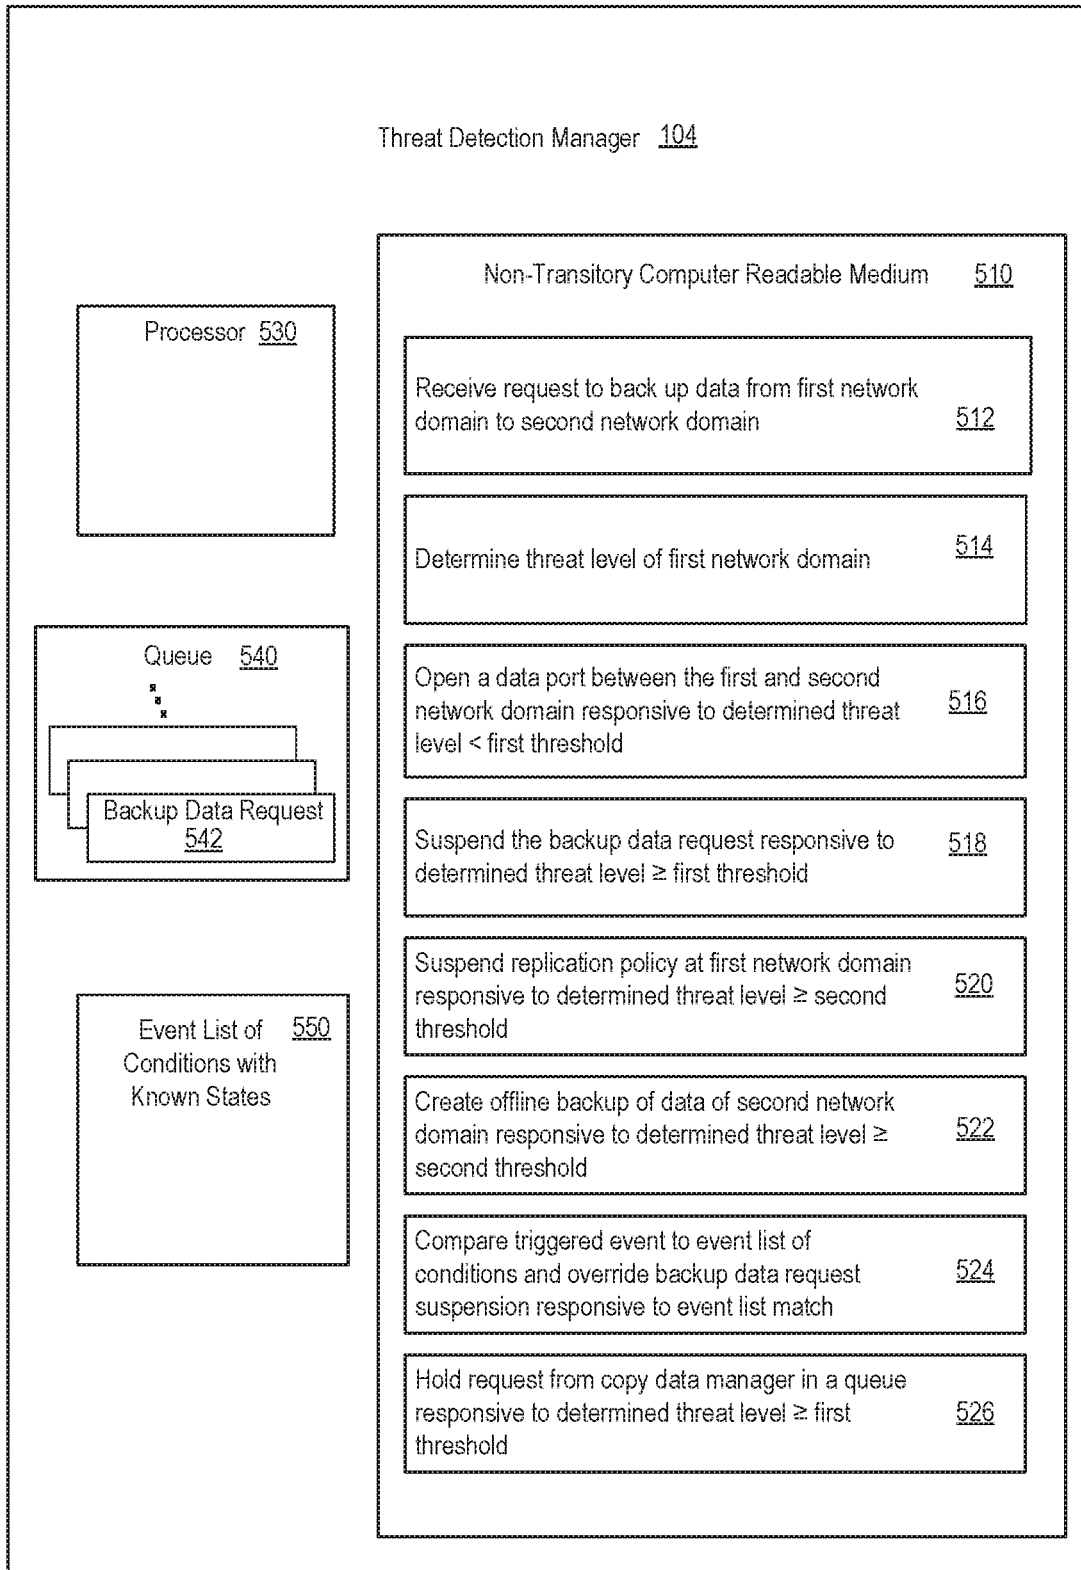 Threat Detection Manager 104
Non-Transitory Computer Readable Medium 510
Processor 530
Receive request to back up data from first network
domain to second network domain 512
Determine threat level of first network domain 514
Queue 540
Backup Data Request
542
Open a data port between the first and second
network domain responsive to determined threat 516
level < first threshold
Suspend the backup data request responsive to 518
determined threat level ≥ first threshold
Event List of 550
Conditions with
Known States
Suspend replication policy at first network domain
responsive to determined threat level ≥ second 520
threshold
Create offline backup of data of second network
domain responsive to determined threat level ≥ 522
second threshold
Compare triggered event to event list of
conditions and override backup data request 524
suspension responsive to event list match
Hold request from copy data manager in a queue
responsive to determined threat level ≥ first 526
threshold